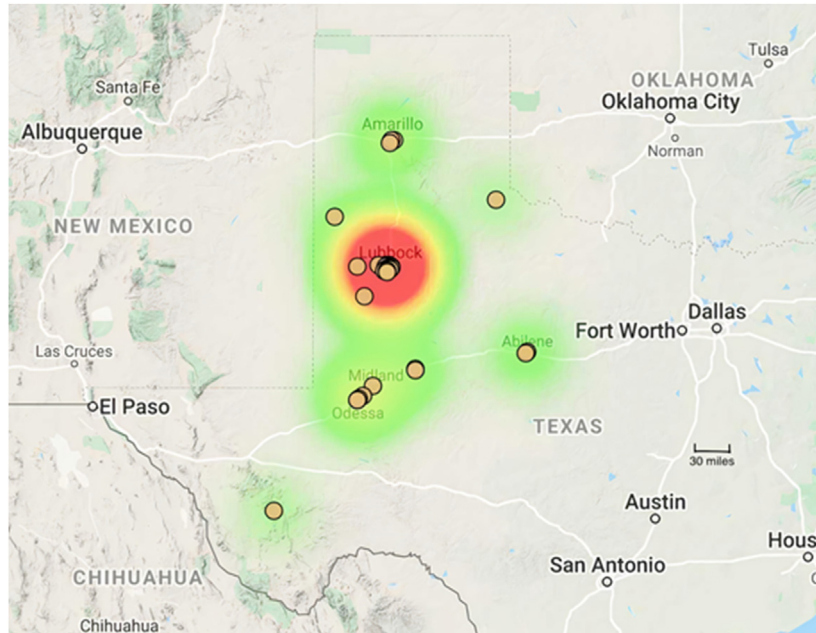 Tulsa
Santa Fe
OKLAHOMA
Oklahoma City
Amarillo
Albuquerque
Norman
NEW MEXICO
Lubbock
Dallas
Fort Worth
Abilene
Las Cruces
Midland
El Paso
Odessa
TEXAS
30 miles
Austin
Hous
San Antonio
CHIHUAHUA
Chihuahua